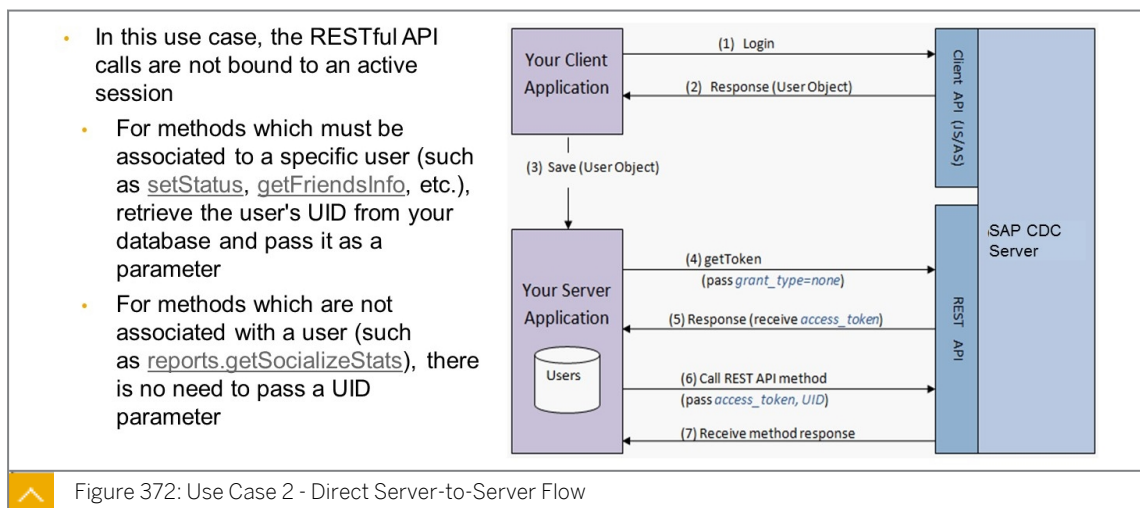 In this use case, the RESTful API
calls are not bound to an active
session
For methods which must be
associated to a specific user (such
as setStatus, getFriendsInfo, etc.),
retrieve the user's UID from your
database and pass it as a
parameter
For methods which are not
associated with a user (such
as reports.getSocializeStats), there
is no need to pass a UID
parameter
Your Client
Application
(1) Login
(2) Response (User Object)
Client API (JS/AS)
(3) Save (User Object)
SAP CDC
Server
Your Server
Application
Users
(4) getToken
(pass grant_type=none)
(5) Response (receive access_token)
(6) Call REST API method
(pass access_token, UID)
(7) Receive method response
REST API
Figure 372: Use Case 2 - Direct Server-to-Server Flow